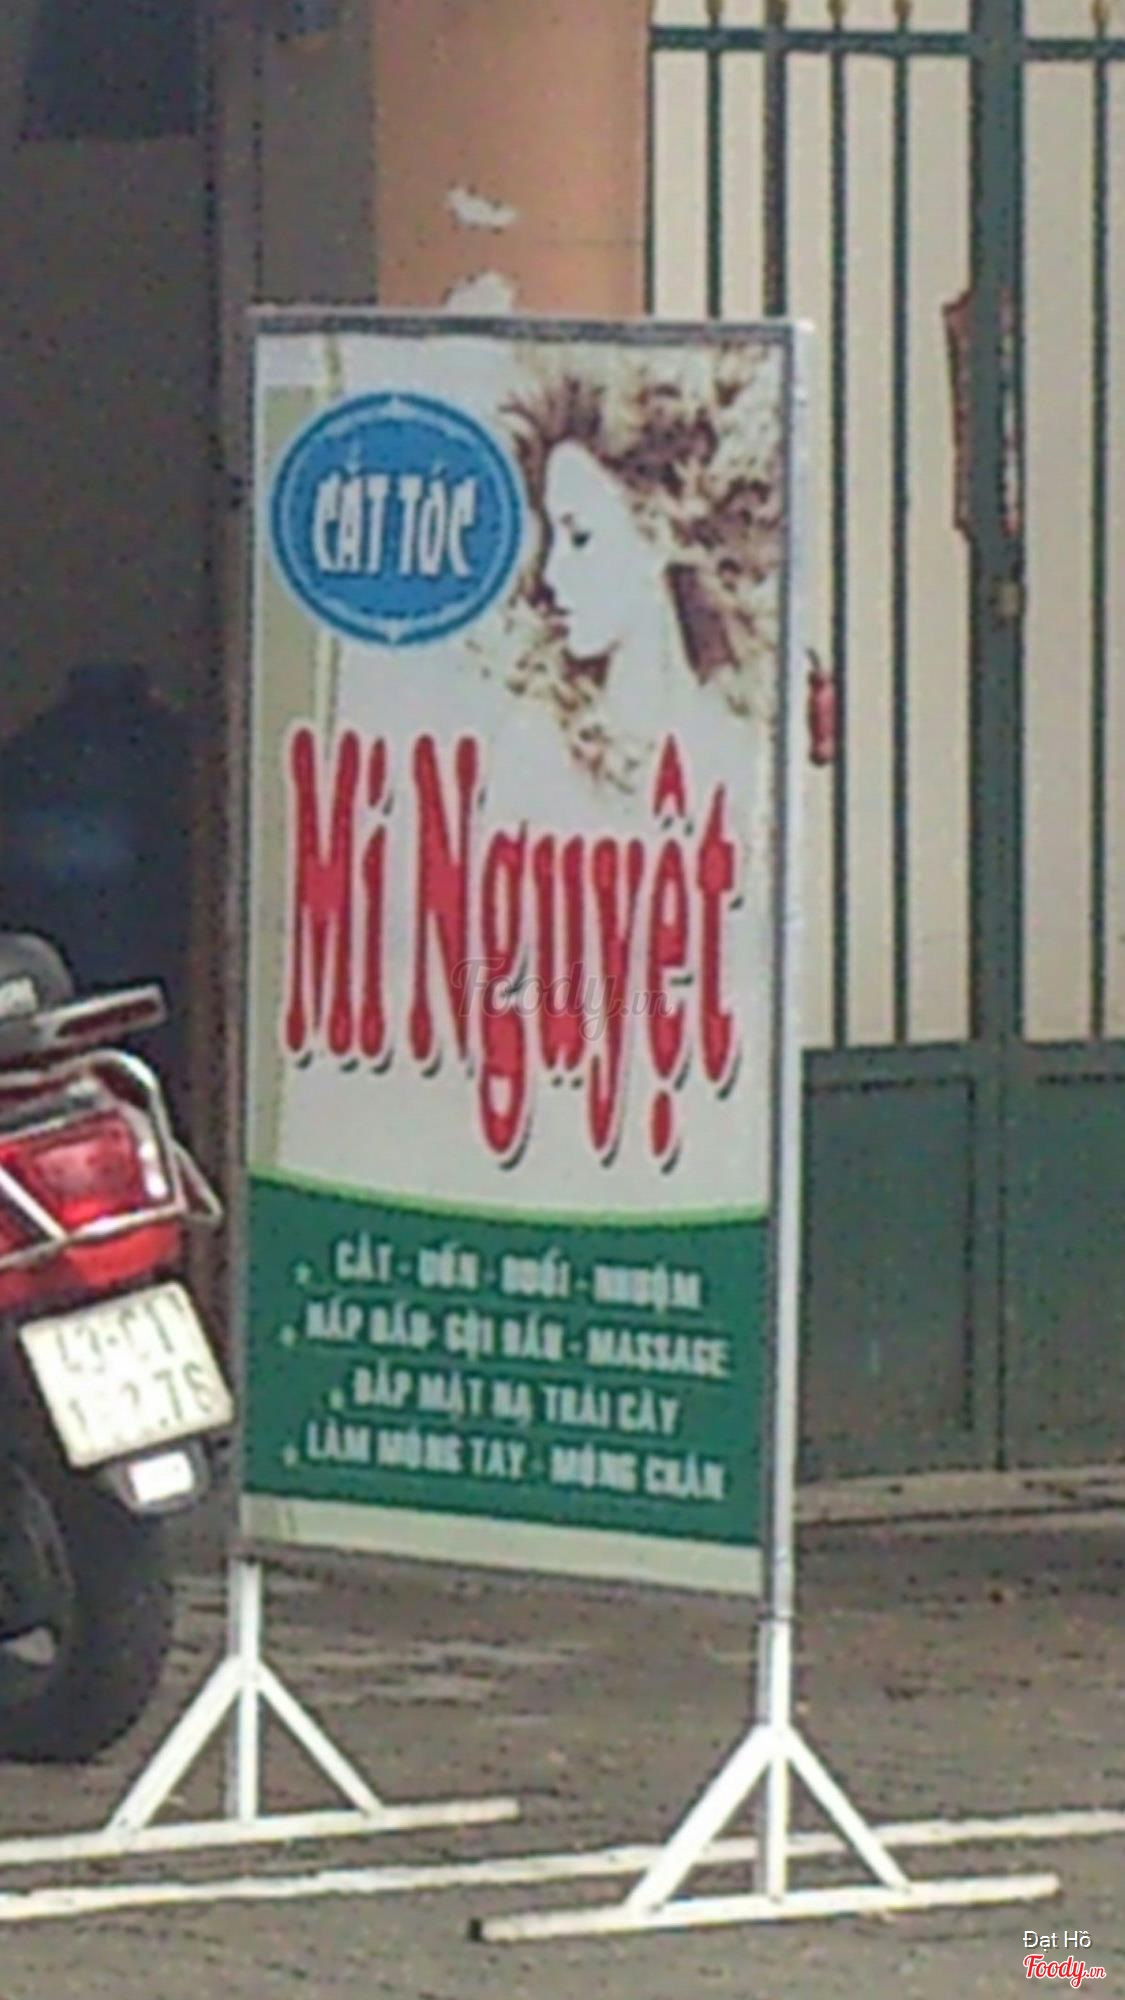 CẮT TÓC
Mi Nguyệt
CẮT - UỐN - DUỖI - NHUỘM
HẤP DẦU - GỘI ĐẦU - MASSAGE
ĐẮP MẶT NẠ TRÁI CÂY
LÀM MÓNG TAY - MÓNG CHÂN
Foody.vn
Đạt Hồ
Foody.vn